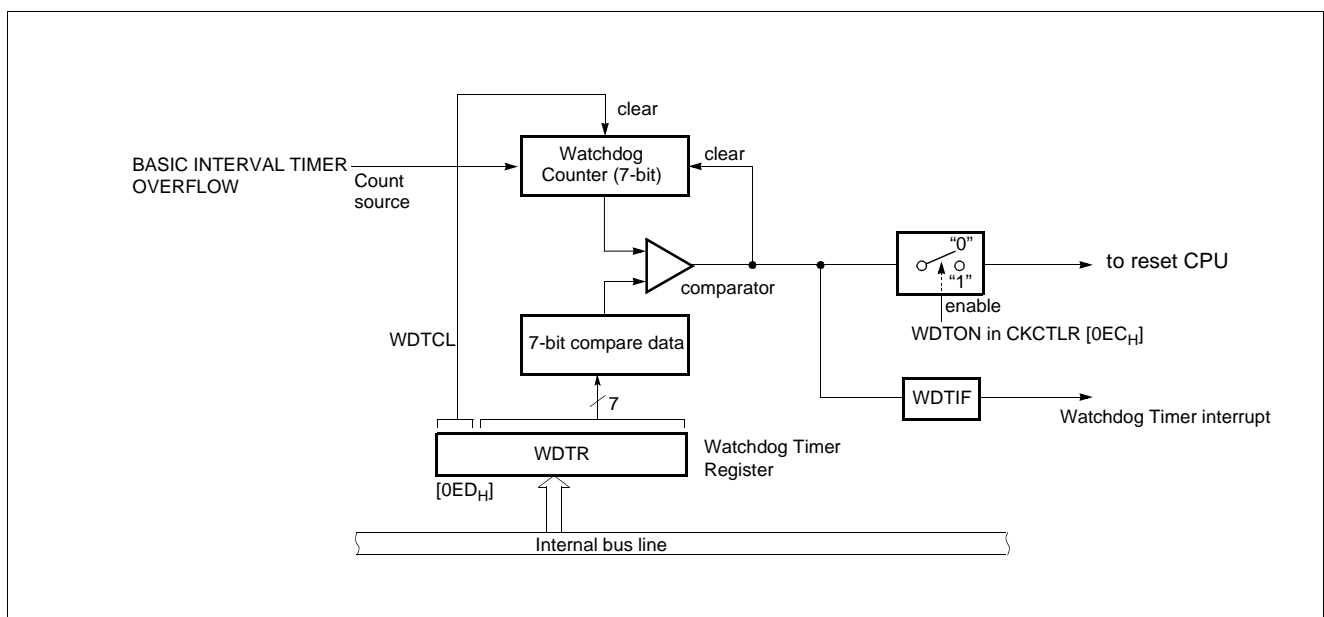 clear
BASIC INTERVAL TIMER
OVERFLOW
Count
source
Watchdog
Counter (7-bit)
clear
comparator
“0”
“1”
to reset CPU
enable
WDTON in CKCTLR [0ECH]
WDTCL
7-bit compare data
7
WDTIF
Watchdog Timer interrupt
WDTR
Watchdog Timer
Register
[0EDH]
Internal bus line